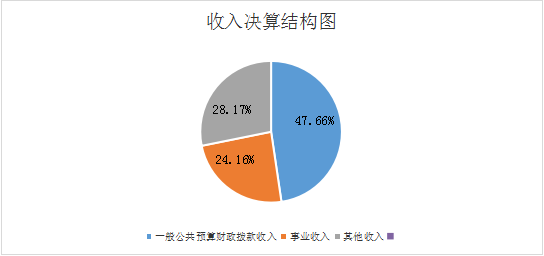 收入决算结构图
28.17%
47.66%
24.16%
一般公共预算财政拨款收入 事业收入 其他收入